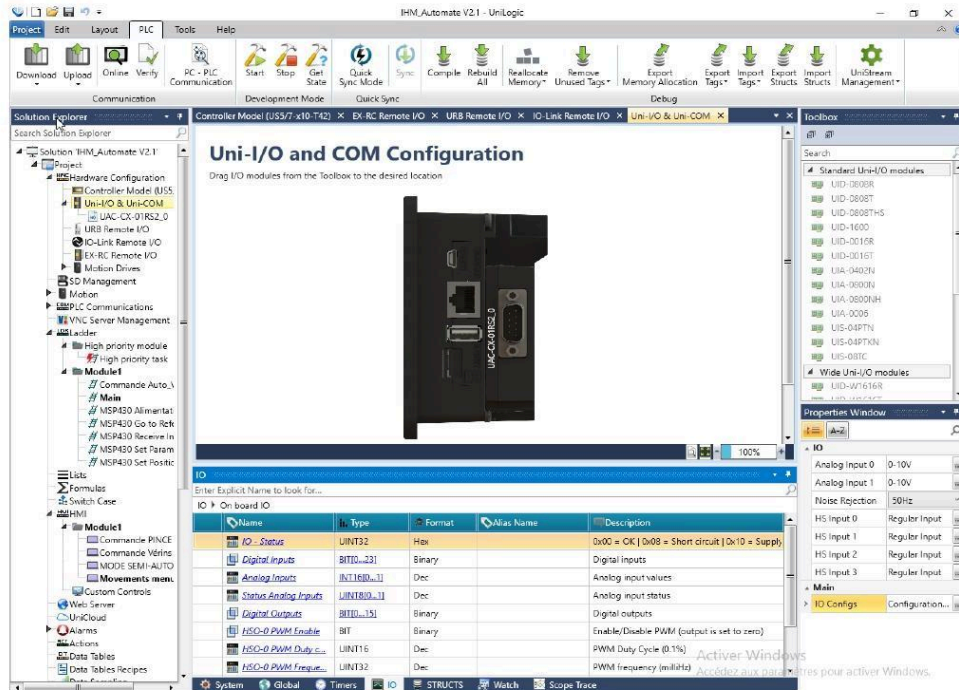 IHM_Automate V2.1 - UniLogic
Project Edit Layout PLC Tools Help
Download Upload Online Verify PC - PLC Communication Start Stop Get State Quick Sync Mode Sync Compile Rebuild All Reallocate Memory Remove Unused Tags Export Memory Allocation Export Tags Import Tags Export Structs Import Structs UniStream Management
Communication Development Mode Quick Sync Debug
Solution Explorer
Search Solution Explorer
Solution 'IHM_Automate V2.1'
Project
Hardware Configuration
Controller Model (US5
Uni-I/O & Uni-COM
UAC-CX-01RS2_0
URB Remote I/O
IO-Link Remote I/O
EX-RC Remote I/O
Motion Drives
SD Management
Motion
PLC Communications
VNC Server Management
Ladder
High priority module
High priority task
Module1
Commande Auto_V
Main
MSP430 Alimentat
MSP430 Go to Refe
MSP430 Receive In
MSP430 Set Param
MSP430 Set Positic
Lists
Formulas
Switch Case
HMI
Module1
Commande PINCE
Commande Vérins
MODE SEMI-AUTO
Movements menu
Custom Controls
Web Server
UniCloud
Alarms
Actions
Data Tables
Data Tables Recipes
Data Sampling
Controller Model (US5/7-x10-T42) X EX-RC Remote I/O X URB Remote I/O X IO-Link Remote I/O X Uni-I/O & Uni-COM X
Uni-I/O and COM Configuration
Drag I/O modules from the Toolbox to the desired location
UAC-CX-01RS2_0
100%
IO
Enter Explicit Name to look for...
IO On board IO
Name Type Format Alias Name Description
IO - Status UINT32 Hex 0x00 = OK | 0x08 = Short circuit | 0x10 = Supply
Digital Inputs BIT[0...23] Binary Digital inputs
Analog Inputs INT16[0...1] Dec Analog input values
Status Analog Inputs UINT8[0...1] Dec Analog input status
Digital Outputs BIT[0...15] Binary Digital outputs
HSO-0 PWM Enable BIT Binary Enable/Disable PWM (output is set to zero)
HSO-0 PWM Duty c... UINT16 Dec PWM Duty Cycle (0.1%)
HSO-0 PWM Freque... UINT32 Dec PWM frequency (milliHz)
System Global Timers IO STRUCTS Watch Scope Trace
Toolbox
Search
Standard Uni-I/O modules
UID-0808R
UID-0808T
UID-0808THS
UID-1600
UID-0016R
UID-0016T
UIA-0402N
UIA-0800N
UIA-0800NH
UIA-0006
UIS-04PTN
UIS-04PTKN
UIS-08TC
Wide Uni-I/O modules
UID-W1616R
UID-W1616T
Properties Window
A-Z
IO
Analog Input 0 0-10V
Analog Input 1 0-10V
Noise Rejection 50Hz
HS Input 0 Regular Input
HS Input 1 Regular Input
HS Input 2 Regular Input
HS Input 3 Regular Input
Main
IO Configs Configuration...
Activer Windows
Accédez aux paramètres pour activer Windows.